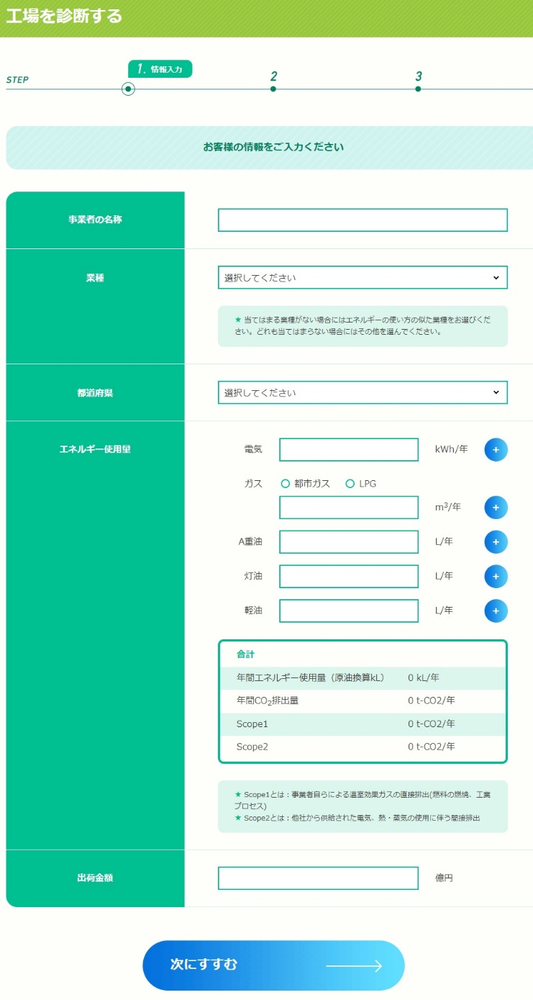 工場を診断する
STEP
1. 情報入力
2
3
お客様の情報をご入力ください
事業者の名称
業種
選択してください
★ 当てはまる業種がない場合にはエネルギーの使い方の似た業種をお選びくだ
さい。どれも当てはまらない場合にはその他を選んでください。
都道府県
選択してください
エネルギー使用量
電気 kWh/年 +
ガス 都市ガス LPG
m³/年 +
A重油 L/年 +
灯油 L/年 +
軽油 L/年 +
合計
年間エネルギー使用量（原油換算kL） 0 kL/年
年間CO₂排出量 0 t-CO2/年
Scope1 0 t-CO2/年
Scope2 0 t-CO2/年
★ Scope1とは：事業者自らによる温室効果ガスの直接排出(燃料の燃焼、工業
プロセス)
★ Scope2とは：他社から供給された電気、熱・蒸気の使用に伴う間接排出
出荷金額 億円
次にすすむ